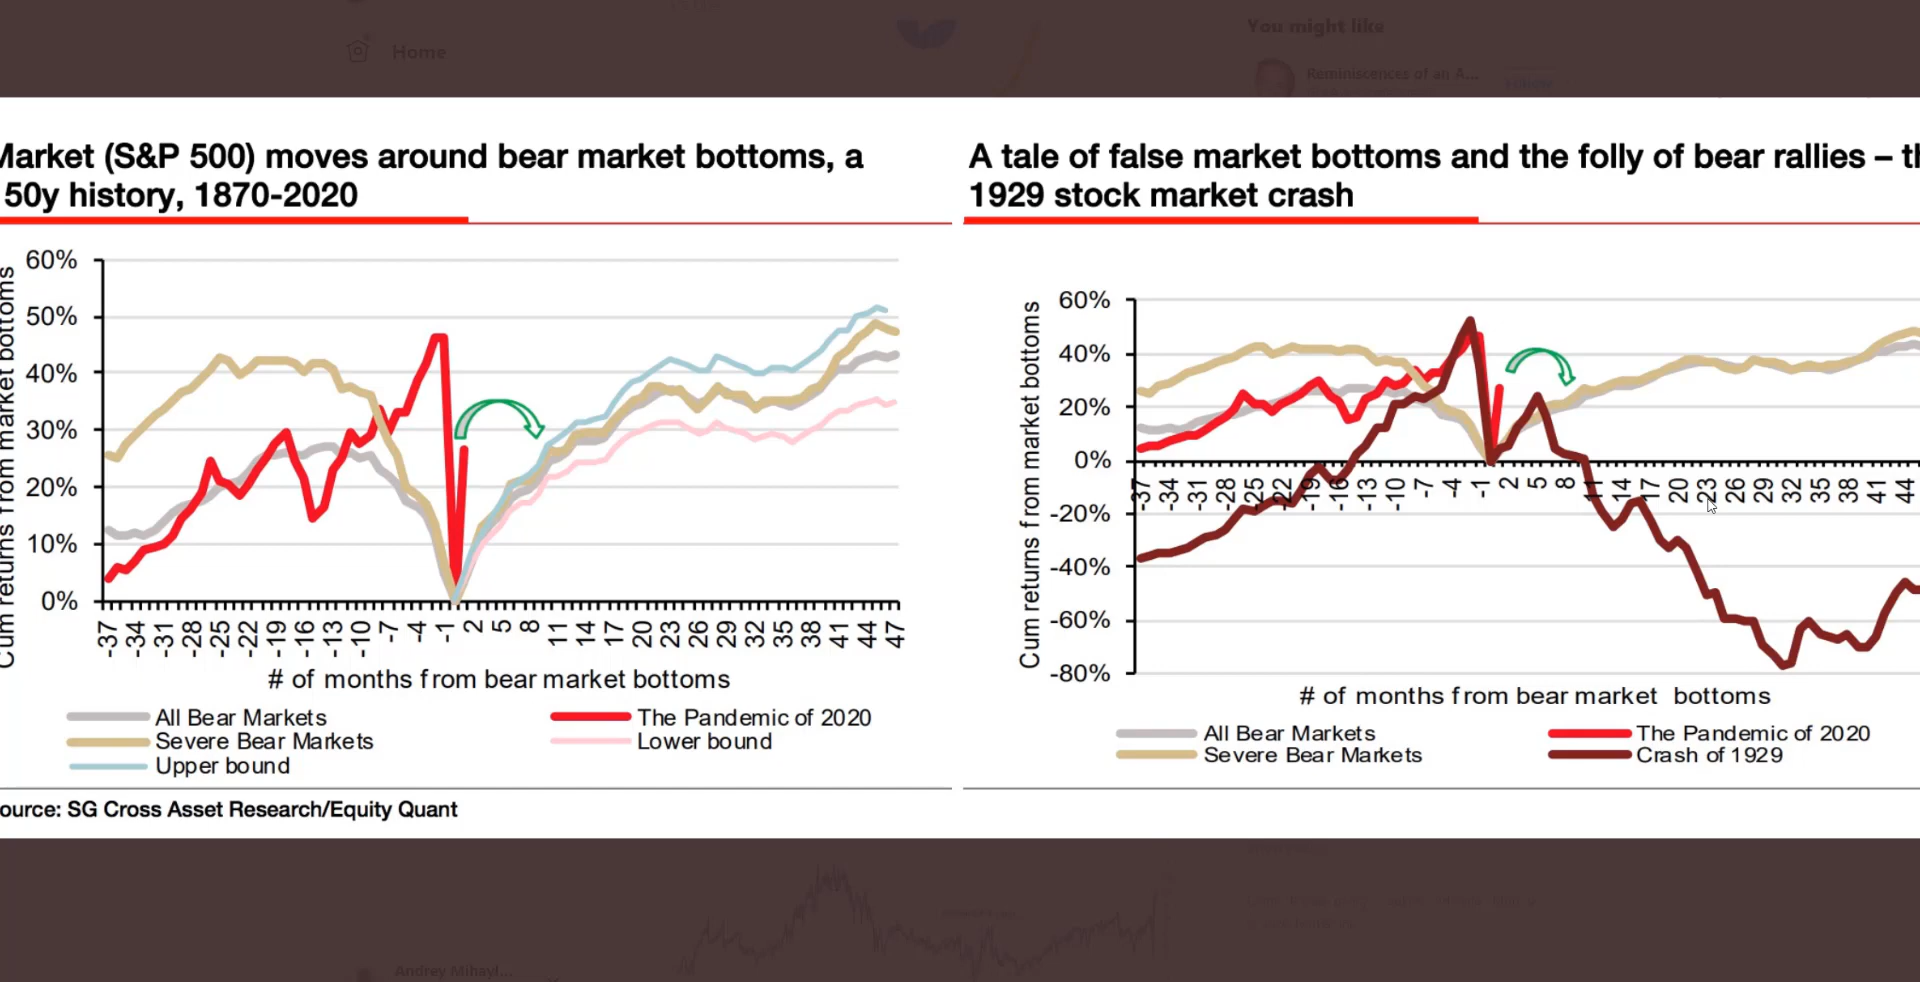 You might like
Home
Reminiscences of an A...
Market (S&P 500) moves around bear market bottoms, a
50y history, 1870-2020
60%
50%
40%
30%
20%
10%
0%
Cum returns from market bottoms
-37 -34 -31 -28 -25 -22 -19 -16 -13 -10 -7 -4 -1 2 5 8 11 14 17 20 23 26 29 32 35 38 41 44 47
# of months from bear market bottoms
All Bear Markets
The Pandemic of 2020
Severe Bear Markets
Lower bound
Upper bound
ource: SG Cross Asset Research/Equity Quant
A tale of false market bottoms and the folly of bear rallies – th
1929 stock market crash
60%
40%
20%
0%
-20%
-40%
-60%
-80%
Cum returns from market bottoms
-37 -34 -31 -28 -25 -22 -19 -16 -13 -10 -7 -4 -1 2 5 8 11 14 17 20 23 26 29 32 35 38 41 44
# of months from bear market bottoms
All Bear Markets
The Pandemic of 2020
Severe Bear Markets
Crash of 1929
Andrey Mihayl...